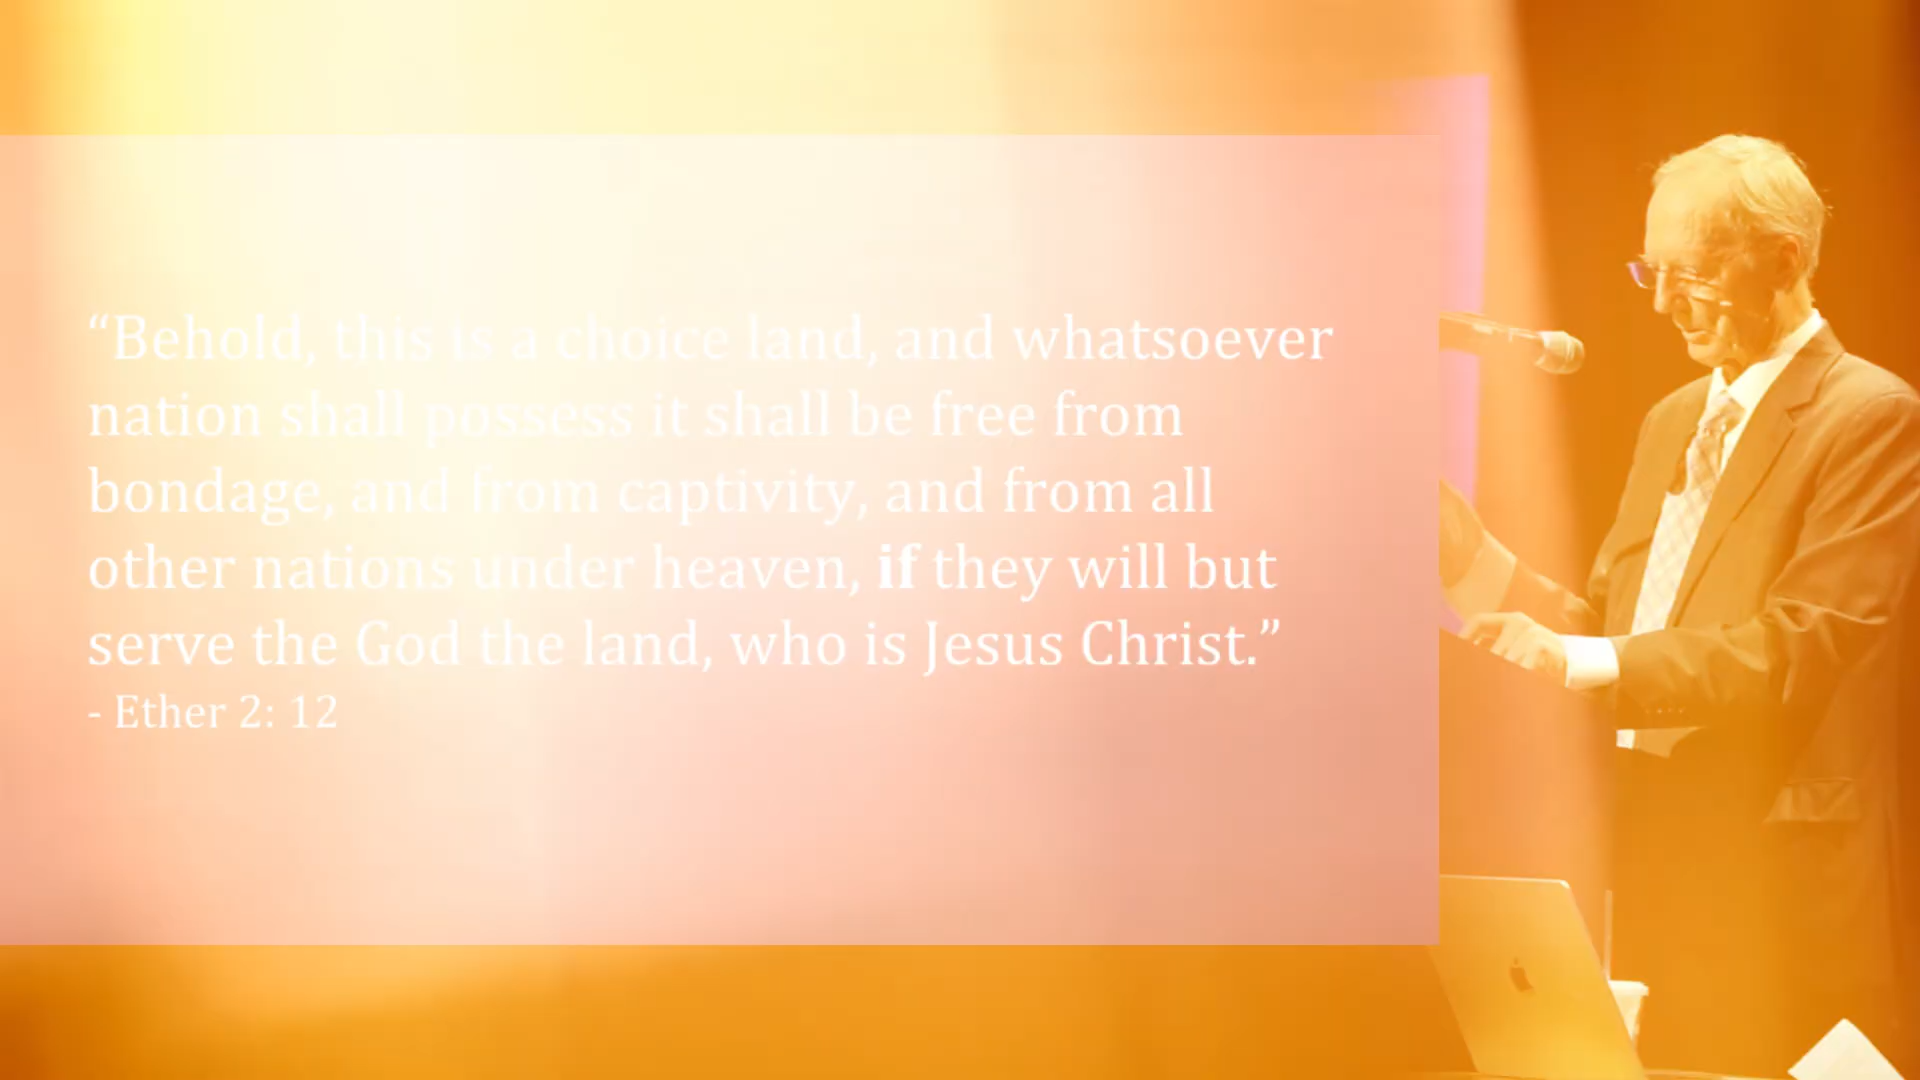 “Behold, this is a choice land, and whatsoever
nation shall possess it shall be free from
bondage, and from captivity, and from all
other nations under heaven, if they will but
serve the God the land, who is Jesus Christ.”
- Ether 2: 12